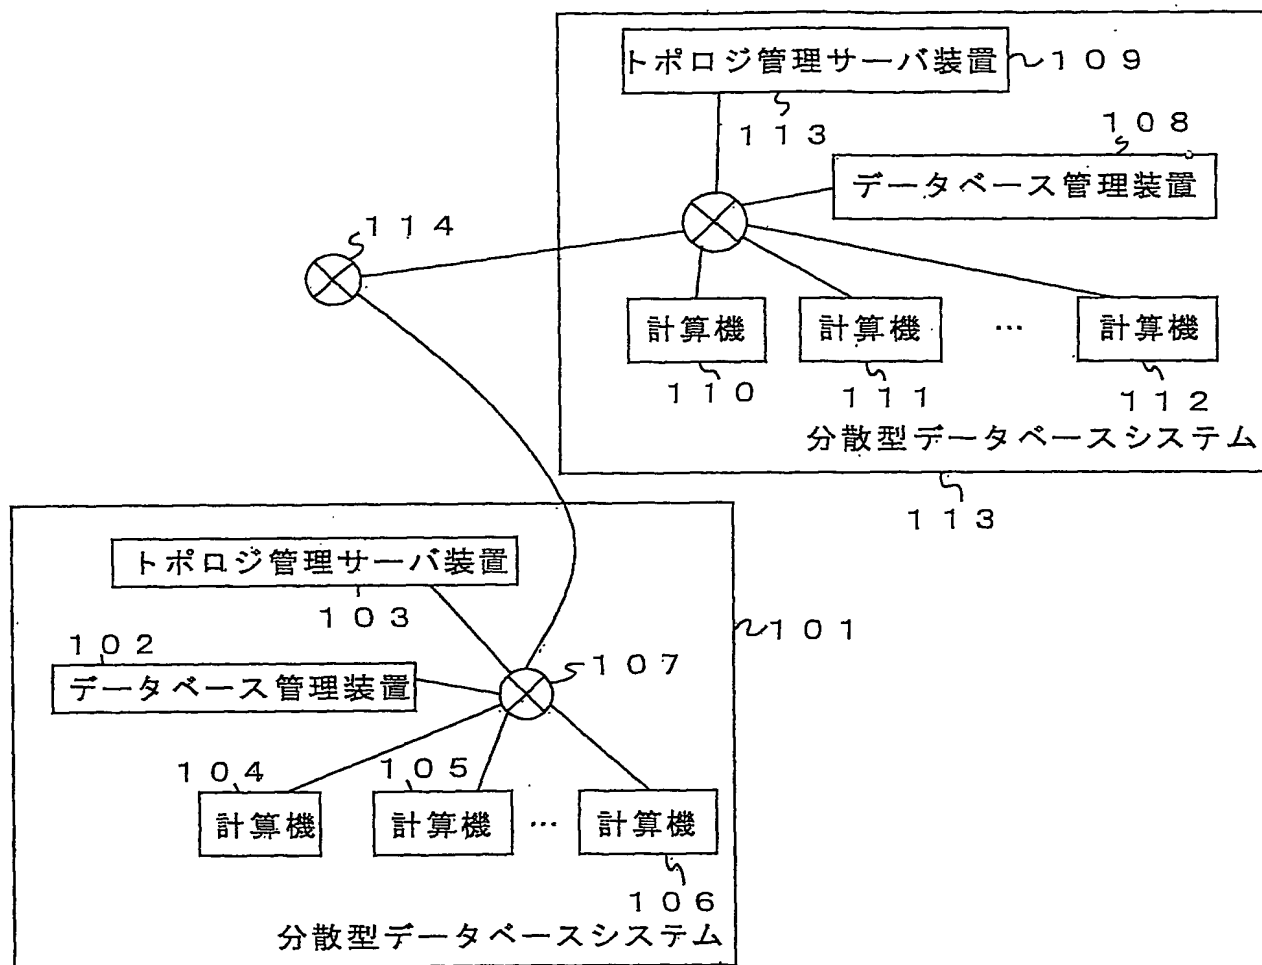 トポロジ管理サーバ装置 109
113
108
データベース管理装置
114
計算機 計算機 … 計算機
110 111 112
分散型データベースシステム
113
トポロジ管理サーバ装置
103
101
102
107
データベース管理装置
104 105
計算機 計算機 … 計算機
106
分散型データベースシステム